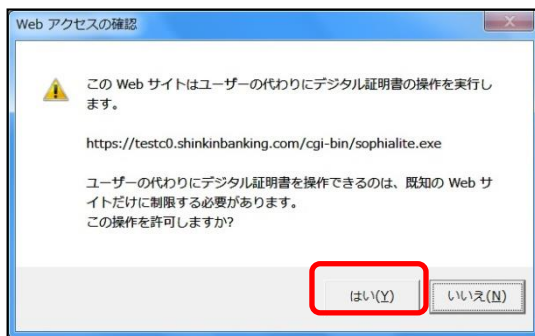 Web アクセスの確認
この Web サイトはユーザーの代わりにデジタル証明書の操作を実行し
ます。
https://testc0.shinkinbanking.com/cgi-bin/sophialite.exe
ユーザーの代わりにデジタル証明書を操作できるのは、既知の Web サ
イトだけに制限する必要があります。
この操作を許可しますか?
はい(Y)
いいえ(N)